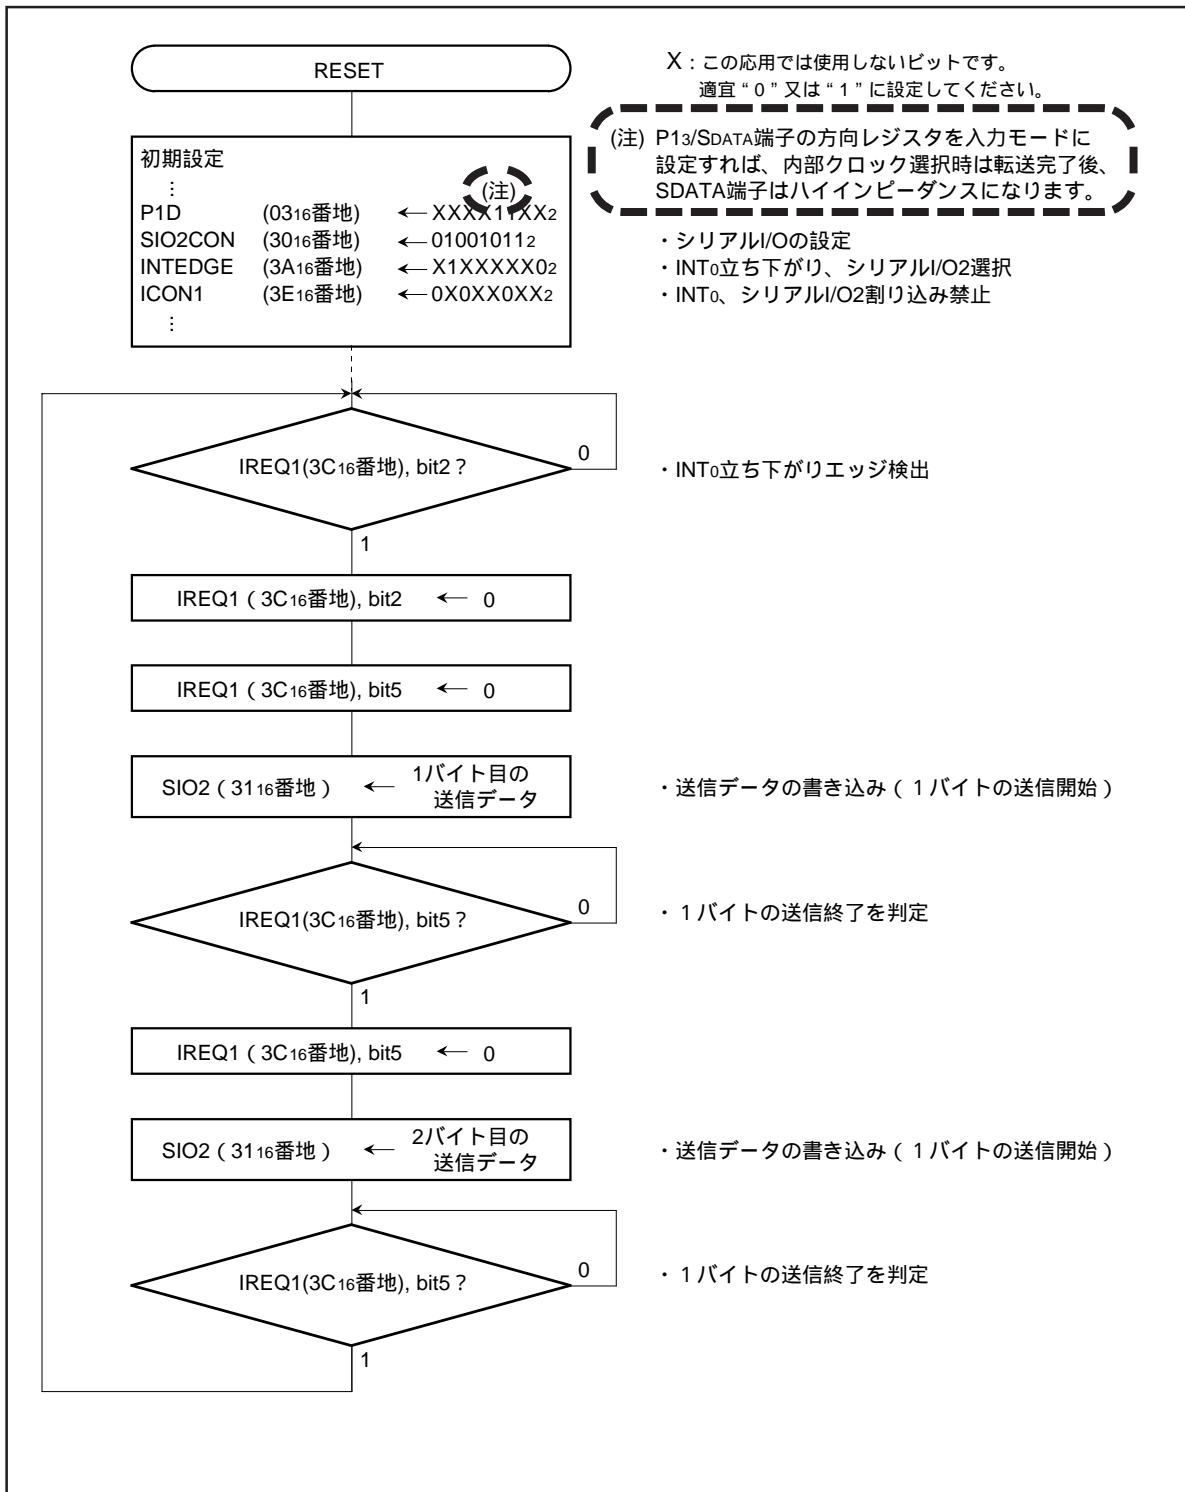 RESET
X：この応用では使用しないビットです。
適宜 “ 0 ” 又は “ 1 ” に設定してください。
(注) P13/SDATA端子の方向レジスタを入力モードに
設定すれば、内部クロック選択時は転送完了後、
SDATA端子はハイインピーダンスになります。
初期設定
⋮
(注)
P1D (0316番地) ← XXXX11XX2
SIO2CON (3016番地) ← 010010112
・シリアルI/Oの設定
INTEDGE (3A16番地) ← X1XXXXX02
・INT0立ち下がり、シリアルI/O2選択
ICON1 (3E16番地) ← 0X0XX0XX2
・INT0、シリアルI/O2割り込み禁止
⋮
IREQ1(3C16番地), bit2？
0
・INT0立ち下がりエッジ検出
1
IREQ1（3C16番地), bit2 ← 0
IREQ1（3C16番地), bit5 ← 0
SIO2（3116番地） ← 1バイト目の
送信データ
・送信データの書き込み（１バイトの送信開始）
IREQ1(3C16番地), bit5？
0
・１バイトの送信終了を判定
1
IREQ1（3C16番地), bit5 ← 0
SIO2（3116番地） ← 2バイト目の
送信データ
・送信データの書き込み（１バイトの送信開始）
IREQ1(3C16番地), bit5？
0
・１バイトの送信終了を判定
1